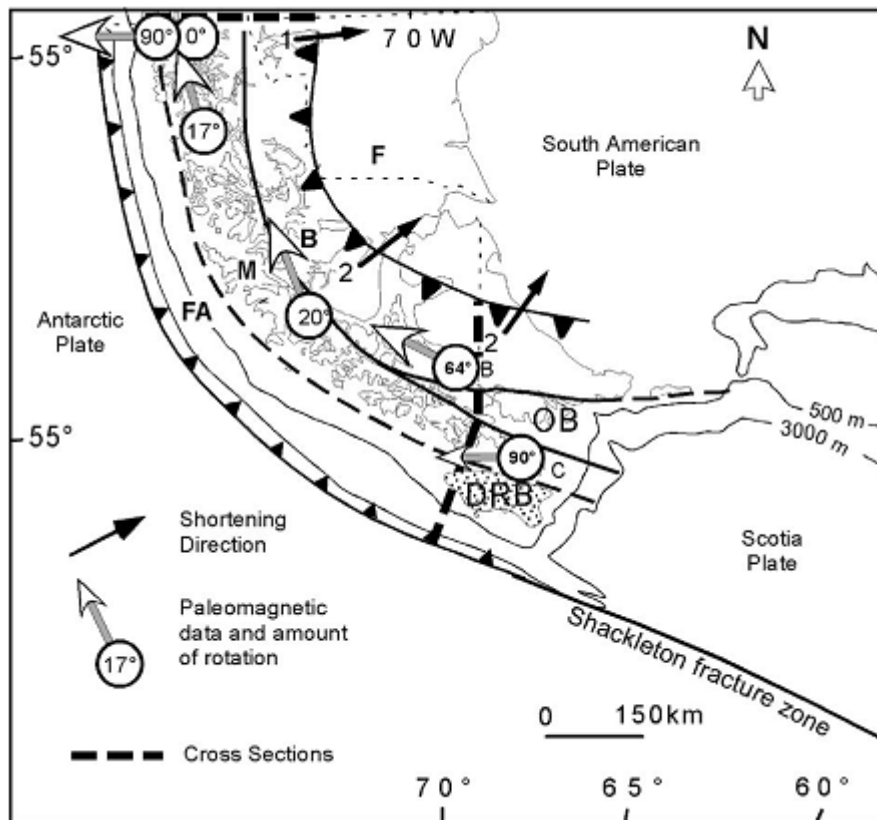 90° 0° 1 70 W N
55°
17°
F South American
Plate
B
2
M
FA
Antarctic
Plate
20°
2
64° B
OB
500 m
3000 m
55°
90° C
DRB
Shortening
Direction
Scotia
Plate
Paleomagnetic
data and amount
of rotation
17°
Shackleton fracture zone
0 150km
Cross Sections
70° 65° 60°